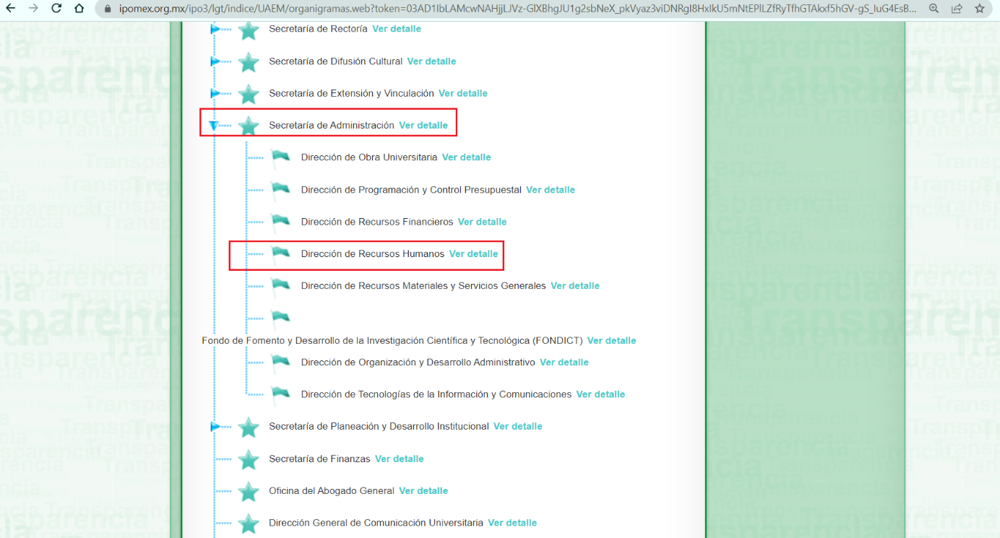 ipomex.org.mx/ipo3/lgt/indice/UAEM/organigramas.web?token=03AD1IbLAMcwNAHjjLJVz-GlXBhgJU1g2sbNeX_pkVyaz3viDNRgI8HxIkU5mNtEPlLZfRyTfhGTAkxf5hGV-gS_luG4EsB...
Secretaría de Rectoría Ver detalle
Secretaría de Difusión Cultural Ver detalle
Secretaría de Extensión y Vinculación Ver detalle
Secretaría de Administración Ver detalle
Dirección de Obra Universitaria Ver detalle
Dirección de Programación y Control Presupuestal Ver detalle
Dirección de Recursos Financieros Ver detalle
Dirección de Recursos Humanos Ver detalle
Dirección de Recursos Materiales y Servicios Generales Ver detalle
Fondo de Fomento y Desarrollo de la Investigación Científica y Tecnológica (FONDICT) Ver detalle
Dirección de Organización y Desarrollo Administrativo Ver detalle
Dirección de Tecnologías de la Información y Comunicaciones Ver detalle
Secretaría de Planeación y Desarrollo Institucional Ver detalle
Secretaría de Finanzas Ver detalle
Oficina del Abogado General Ver detalle
Dirección General de Comunicación Universitaria Ver detalle